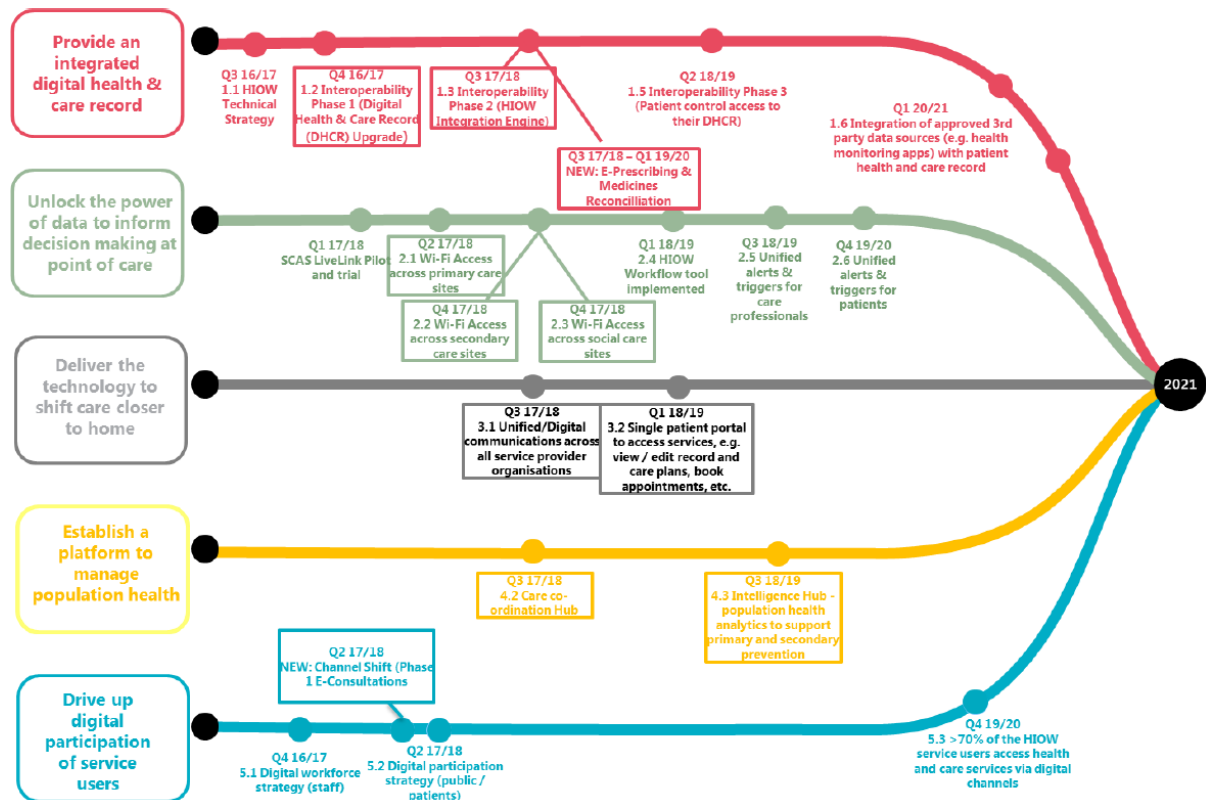 Provide an
integrated
digital health &
care record
Q3 16/17
1.1 HIOW
Technical
Strategy
Q4 16/17
1.2 Interoperability
Phase 1 (Digital
Health & Care Record
(DHCR) Upgrade)
Q3 17/18
1.3 Interoperability
Phase 2 (HIOW
Integration Engine)
Q3 17/18 – Q1 19/20
NEW: E-Prescribing &
Medicines
Reconcilliation
Q2 18/19
1.5 Interoperability Phase 3
(Patient control access to
their DHCR)
Q1 20/21
1.6 Integration of approved 3rd
party data sources (e.g. health
monitoring apps) with patient
health and care record
Unlock the power
of data to inform
decision making at
point of care
Q1 17/18
SCAS LiveLink Pilot
and trial
Q2 17/18
2.1 Wi-Fi Access
across primary care
sites
Q4 17/18
2.2 Wi-Fi Access
across secondary
care sites
Q4 17/18
2.3 Wi-Fi Access
across social care
sites
Q1 18/19
2.4 HIOW
Workflow tool
implemented
Q3 18/19
2.5 Unified
alerts &
triggers for
care
professionals
Q4 19/20
2.6 Unified
alerts &
triggers for
patients
Deliver the
technology to
shift care closer
to home
Q3 17/18
3.1 Unified/Digital
communications across
all service provider
organisations
Q1 18/19
3.2 Single patient portal
to access services, e.g.
view / edit record and
care plans, book
appointments, etc.
2021
Establish a
platform to
manage
population health
Q3 17/18
4.2 Care co-
ordination Hub
Q3 18/19
4.3 Intelligence Hub -
population health
analytics to support
primary and secondary
prevention
Drive up
digital
participation
of service
users
Q2 17/18
NEW: Channel Shift (Phase
1 E-Consultations
Q4 16/17
5.1 Digital workforce
strategy (staff)
Q2 17/18
5.2 Digital participation
strategy (public /
patients)
Q4 19/20
5.3 >70% of the HIOW
service users access health
and care services via digital
channels